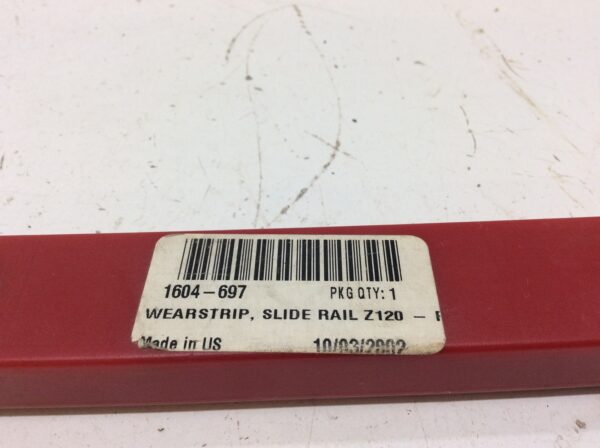 1604-697 PKG QTY: 1
WEARSTRIP, SLIDE RAIL Z120 -
Made in US 10/03/2002